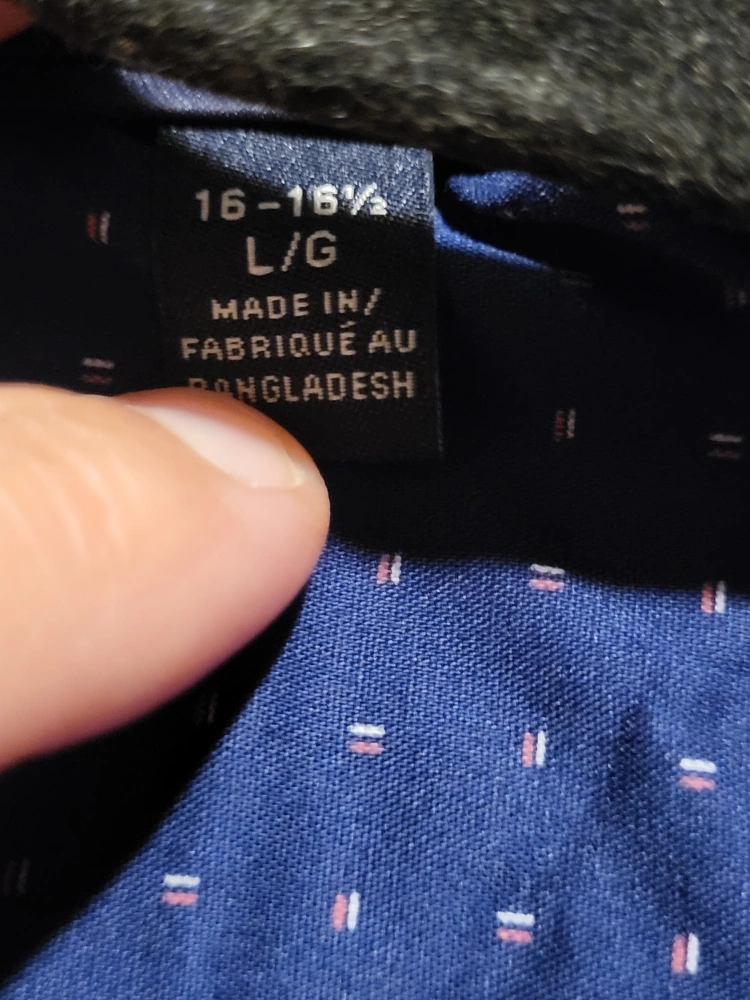 16-16½
L/G
MADE IN/
FABRIQUÉ AU
BANGLADESH